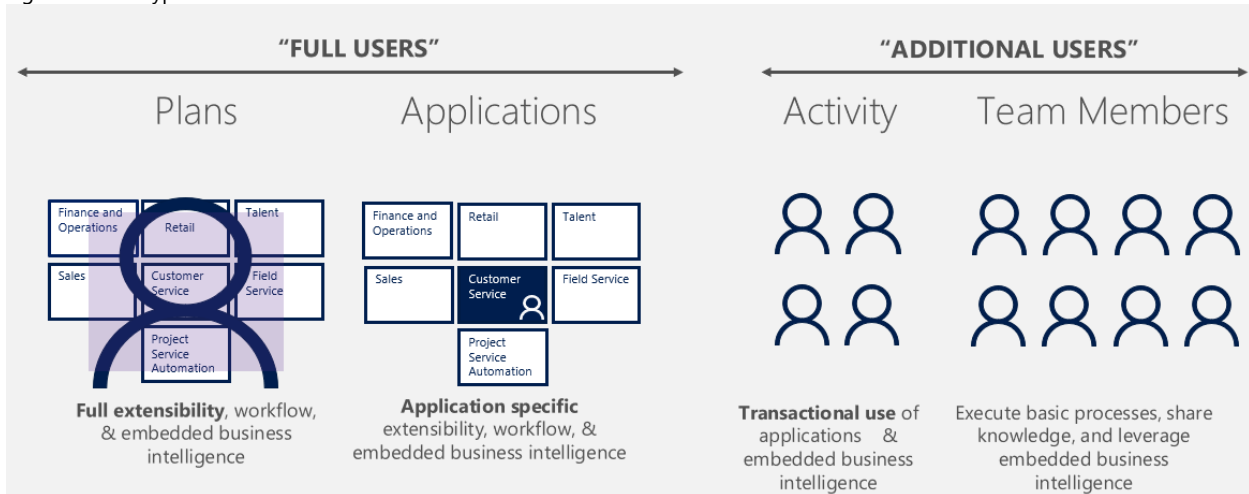 “FULL USERS”
“ADDITIONAL USERS”
Plans
Applications
Activity
Team Members
Finance and
Operations
Retail
Talent
Sales
Customer
Service
Field
Service
Project
Service
Automation
Finance and
Operations
Retail
Talent
Sales
Customer
Service
Field Service
Project
Service
Automation
Full extensibility, workflow,
& embedded business
intelligence
Application specific
extensibility, workflow, &
embedded business intelligence
Transactional use of
applications &
embedded business
intelligence
Execute basic processes, share
knowledge, and leverage
embedded business
intelligence